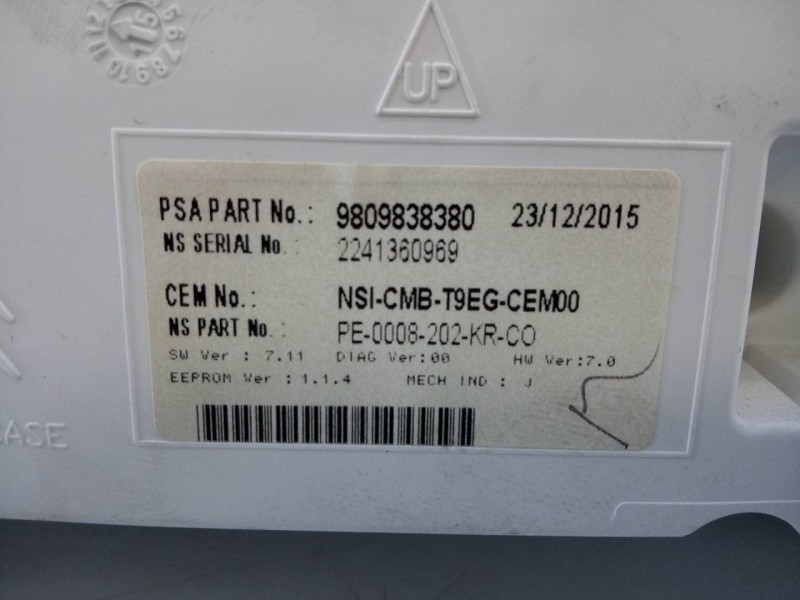 UP
PSA PART No.: 9809838380 23/12/2015
NS SERIAL No. : 2241360969
CEM No.: NSI-CMB-T9EG-CEM00
NS PART No.: PE-0008-202-KR-CO
SW Ver : 7.11 DIAG Ver:00 HW Ver:7.0
EEPROM Ver : 1.1.4 MECH IND : J
CASE